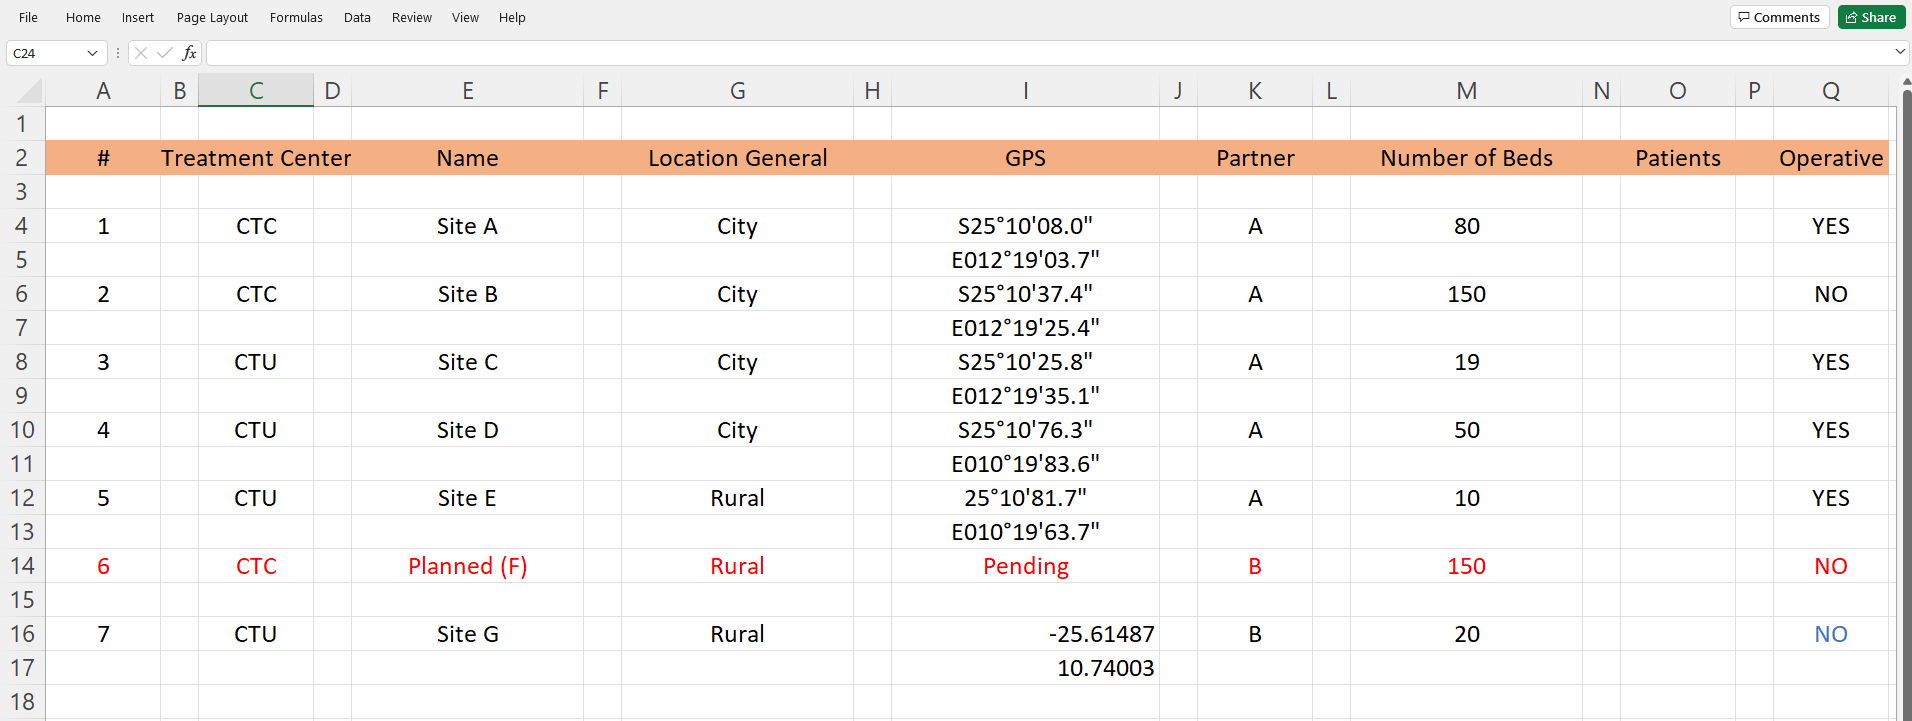 File Home Insert Page Layout Formulas Data Review View Help Comments Share
C24 fx
A B C D E F G H I J K L M N O P Q
1
2 # Treatment Center Name Location General GPS Partner Number of Beds Patients Operative
3
4 1 CTC Site A City S25°10'08.0" A 80 YES
5 E012°19'03.7"
6 2 CTC Site B City S25°10'37.4" A 150 NO
7 E012°19'25.4"
8 3 CTU Site C City S25°10'25.8" A 19 YES
9 E012°19'35.1"
10 4 CTU Site D City S25°10'76.3" A 50 YES
11 E010°19'83.6"
12 5 CTU Site E Rural 25°10'81.7" A 10 YES
13 E010°19'63.7"
14 6 CTC Planned (F) Rural Pending B 150 NO
15
16 7 CTU Site G Rural -25.61487 B 20 NO
17 10.74003
18